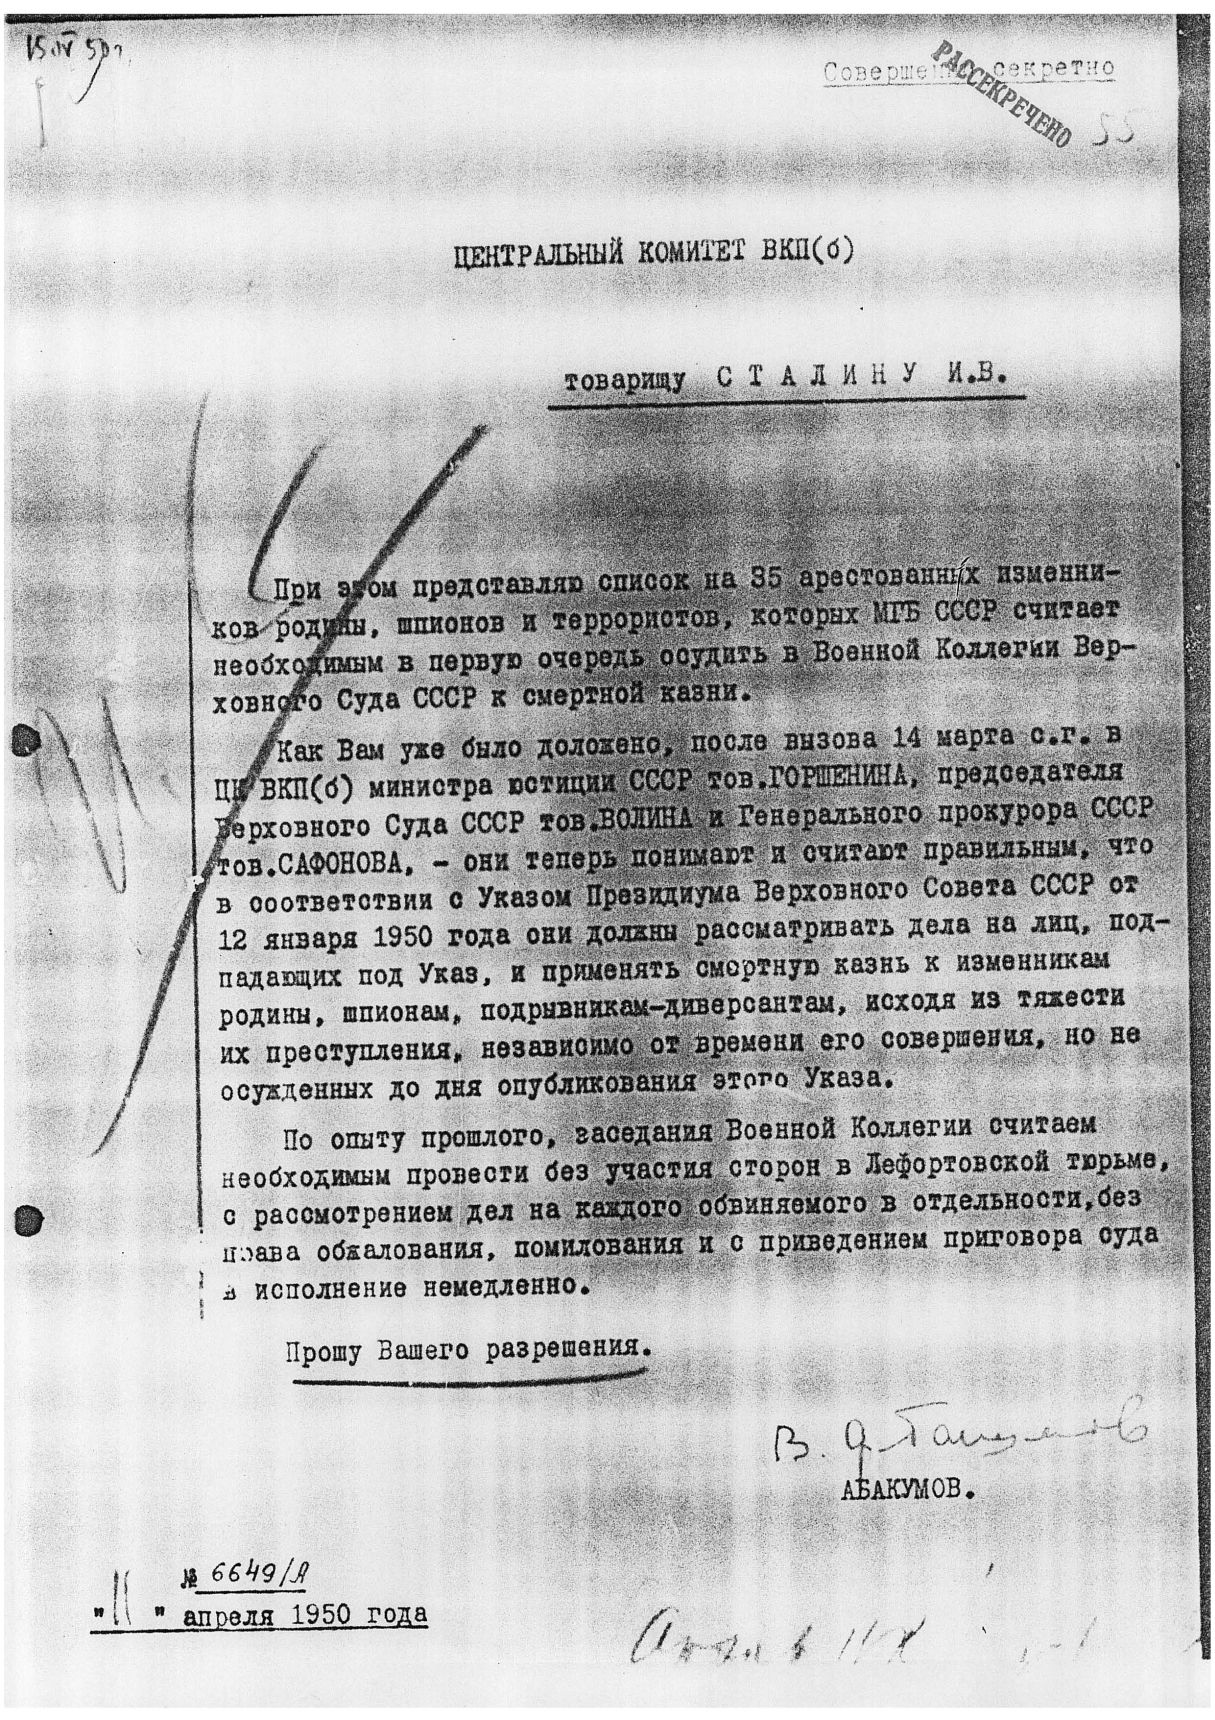 15 IV 50 г.
Совершенно секретно
РАССЕКРЕЧЕНО
55
ЦЕНТРАЛЬНЫЙ КОМИТЕТ ВКП(б)
товарищу С Т А Л И Н У И.В.
При этом представляю список на 35 арестованных изменни-
ков родины, шпионов и террористов, которых МГБ СССР считает
необходимым в первую очередь осудить в Военной Коллегии Вер-
ховного Суда СССР к смертной казни.
Как Вам уже было доложено, после вызова 14 марта с.г. в
ЦК ВКП(б) министра юстиции СССР тов.ГОРШЕНИНА, председателя
Верховного Суда СССР тов.ВОЛИНА и Генерального прокурора СССР
тов.САФОНОВА, - они теперь понимают и считают правильным, что
в соответствии с Указом Президиума Верховного Совета СССР от
12 января 1950 года они должны рассматривать дела на лиц, под-
падающих под Указ, и применять смертную казнь к изменникам
родины, шпионам, подрывникам-диверсантам, исходя из тяжести
их преступления, независимо от времени его совершения, но не
осужденных до дня опубликования этого Указа.
По опыту прошлого, заседания Военной Коллегии считаем
необходимым провести без участия сторон в Лефортовской тюрьме,
с рассмотрением дел на каждого обвиняемого в отдельности,без
права обжалования, помилования и с приведением приговора суда
в исполнение немедленно.
Прошу Вашего разрешения.
В. Абакумов
АБАКУМОВ.
№ 6649/А
"11" апреля 1950 года